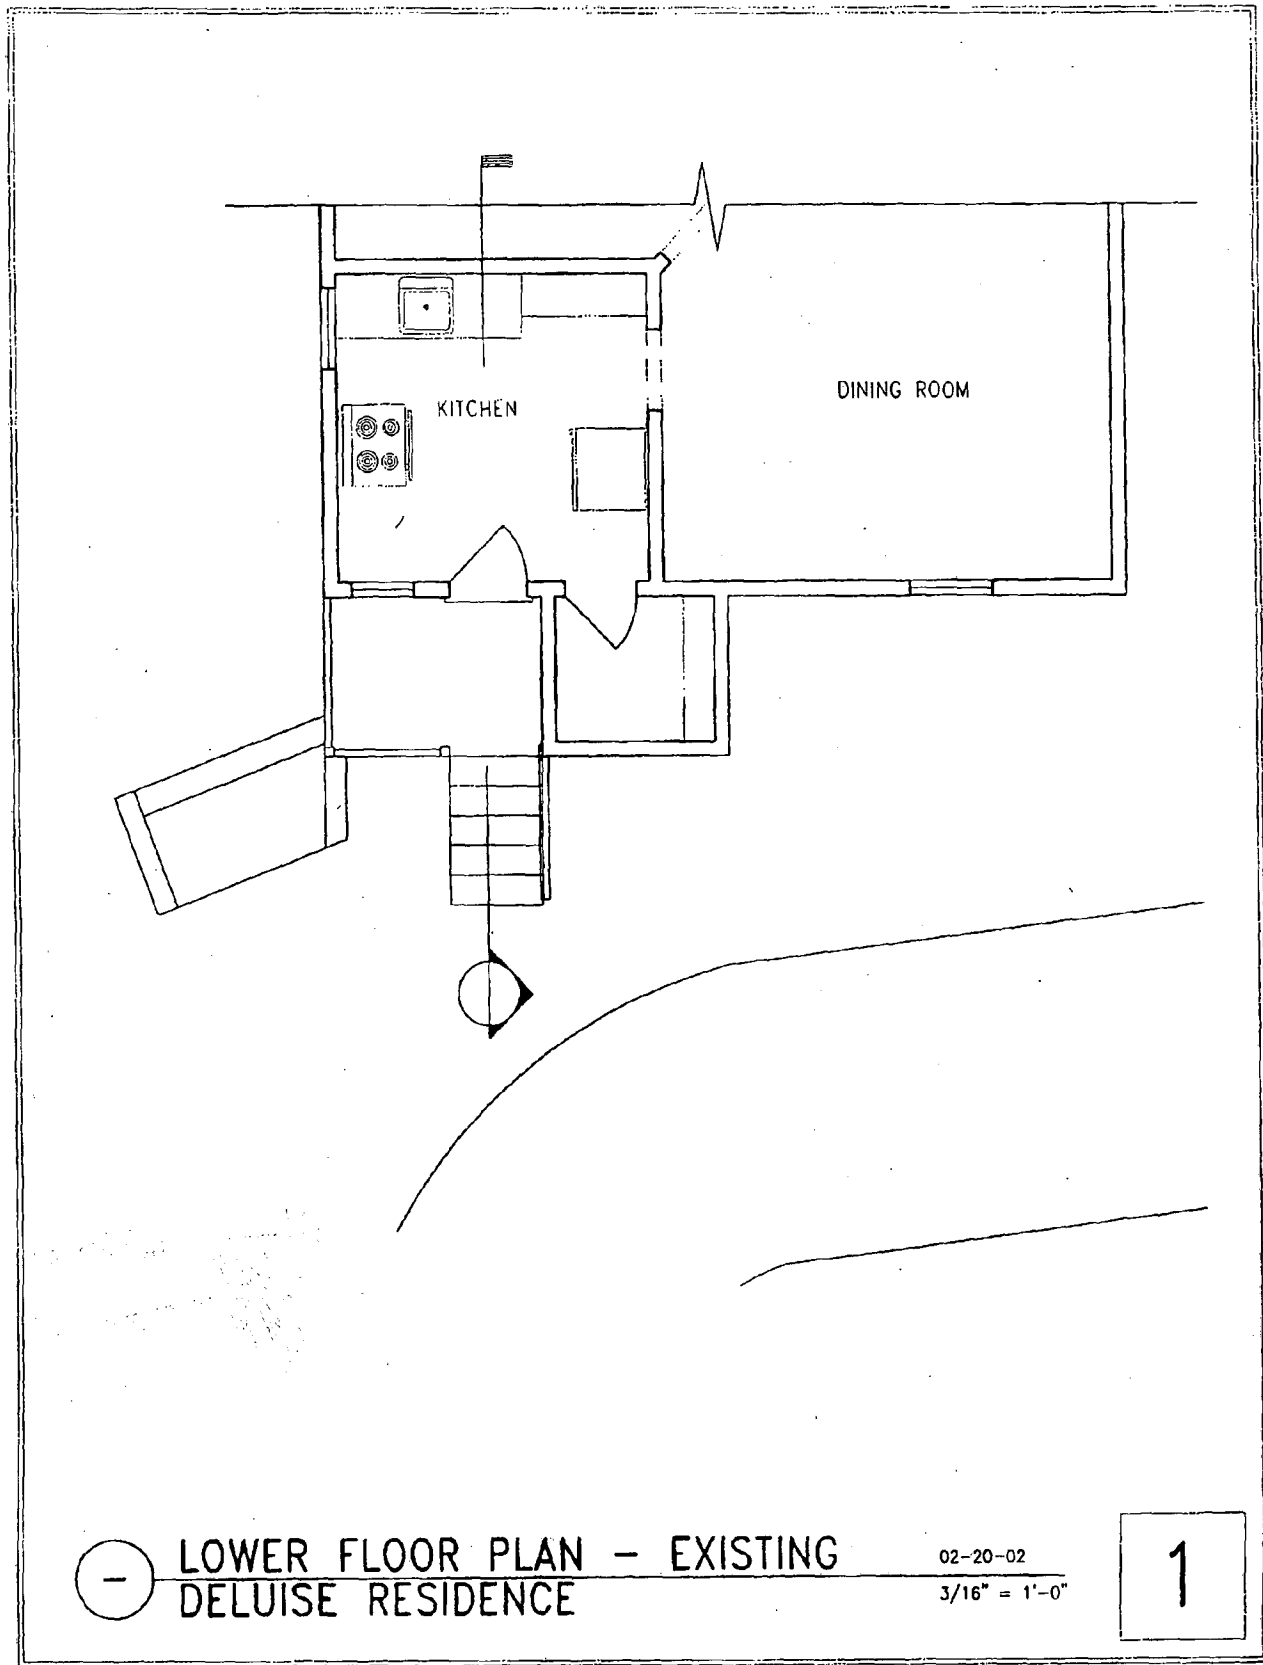 KITCHEN
DINING ROOM
LOWER FLOOR PLAN - EXISTING
DELUISE RESIDENCE
02-20-02
3/16" = 1'-0"
1